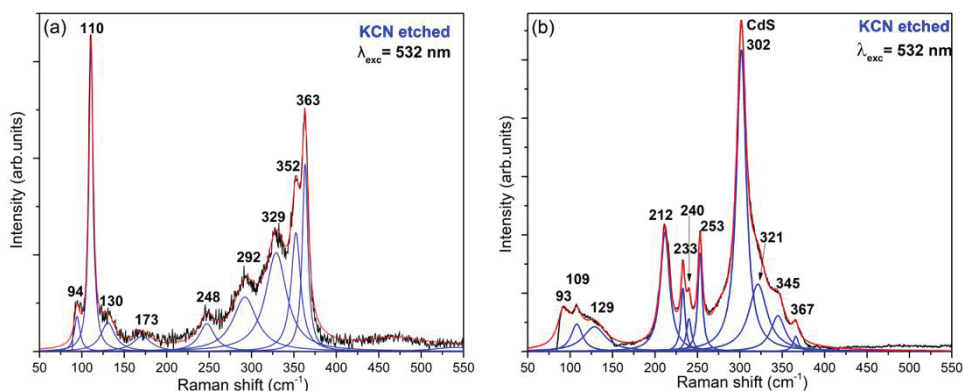 (a)
KCN etched
λexc = 532 nm
110
94
130
173
248
292
329
352
363
Intensity (arb.units)
50 100 150 200 250 300 350 400 450 500 550
Raman shift (cm⁻¹)
(b)
CdS
302
KCN etched
λexc = 532 nm
93
109
129
212
233
240
253
321
345
367
Intensity (arb.units)
50 100 150 200 250 300 350 400 450 500 550
Raman shift (cm⁻¹)